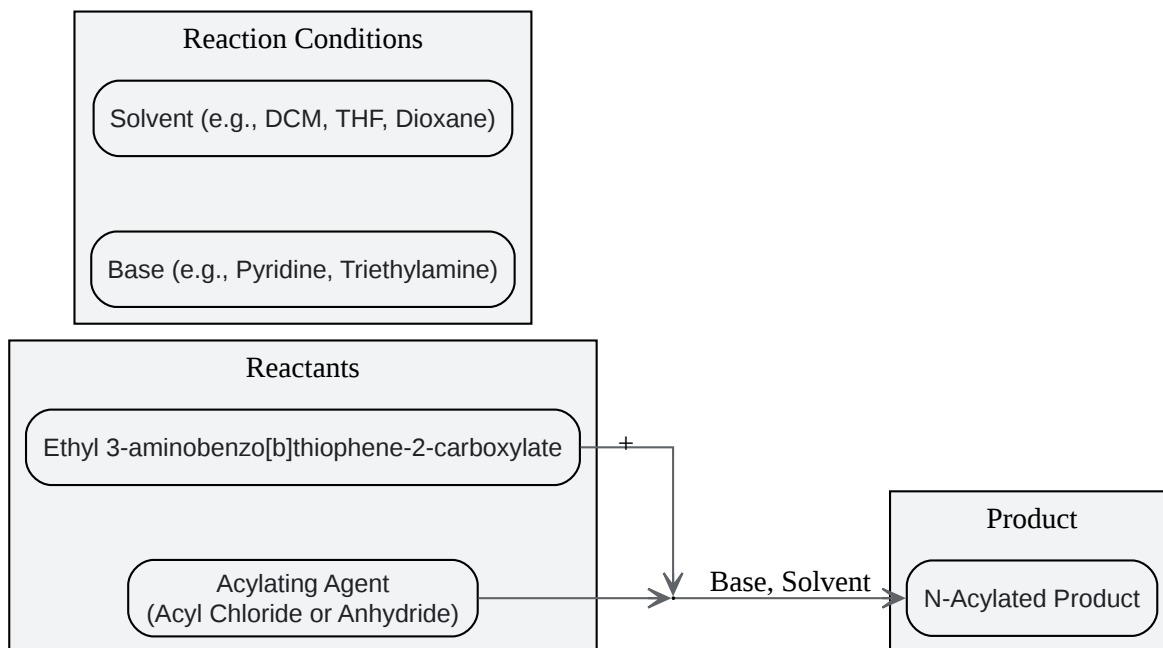 Reaction Conditions
Solvent (e.g., DCM, THF, Dioxane)
Base (e.g., Pyridine, Triethylamine)
Reactants
Ethyl 3-aminobenzo[b]thiophene-2-carboxylate
+
Acylating Agent
(Acyl Chloride or Anhydride)
Base, Solvent
Product
N-Acylated Product